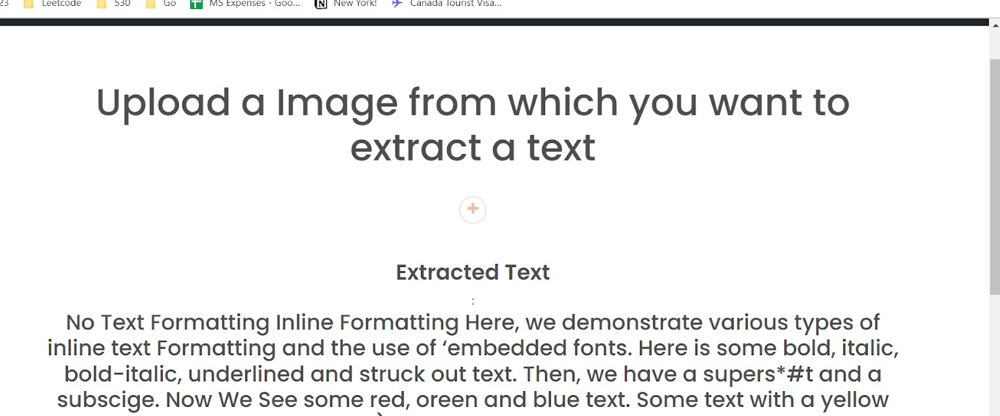 23 Leetcode S30 Go MS Expenses - Goo... New York! Canada Tourist Visa...
Upload a Image from which you want to
extract a text
Extracted Text
:
No Text Formatting Inline Formatting Here, we demonstrate various types of
inline text Formatting and the use of ‘embedded fonts. Here is some bold, italic,
bold-italic, underlined and struck out text. Then, we have a supers*#t and a
subscige. Now We See some red, oreen and blue text. Some text with a yellow